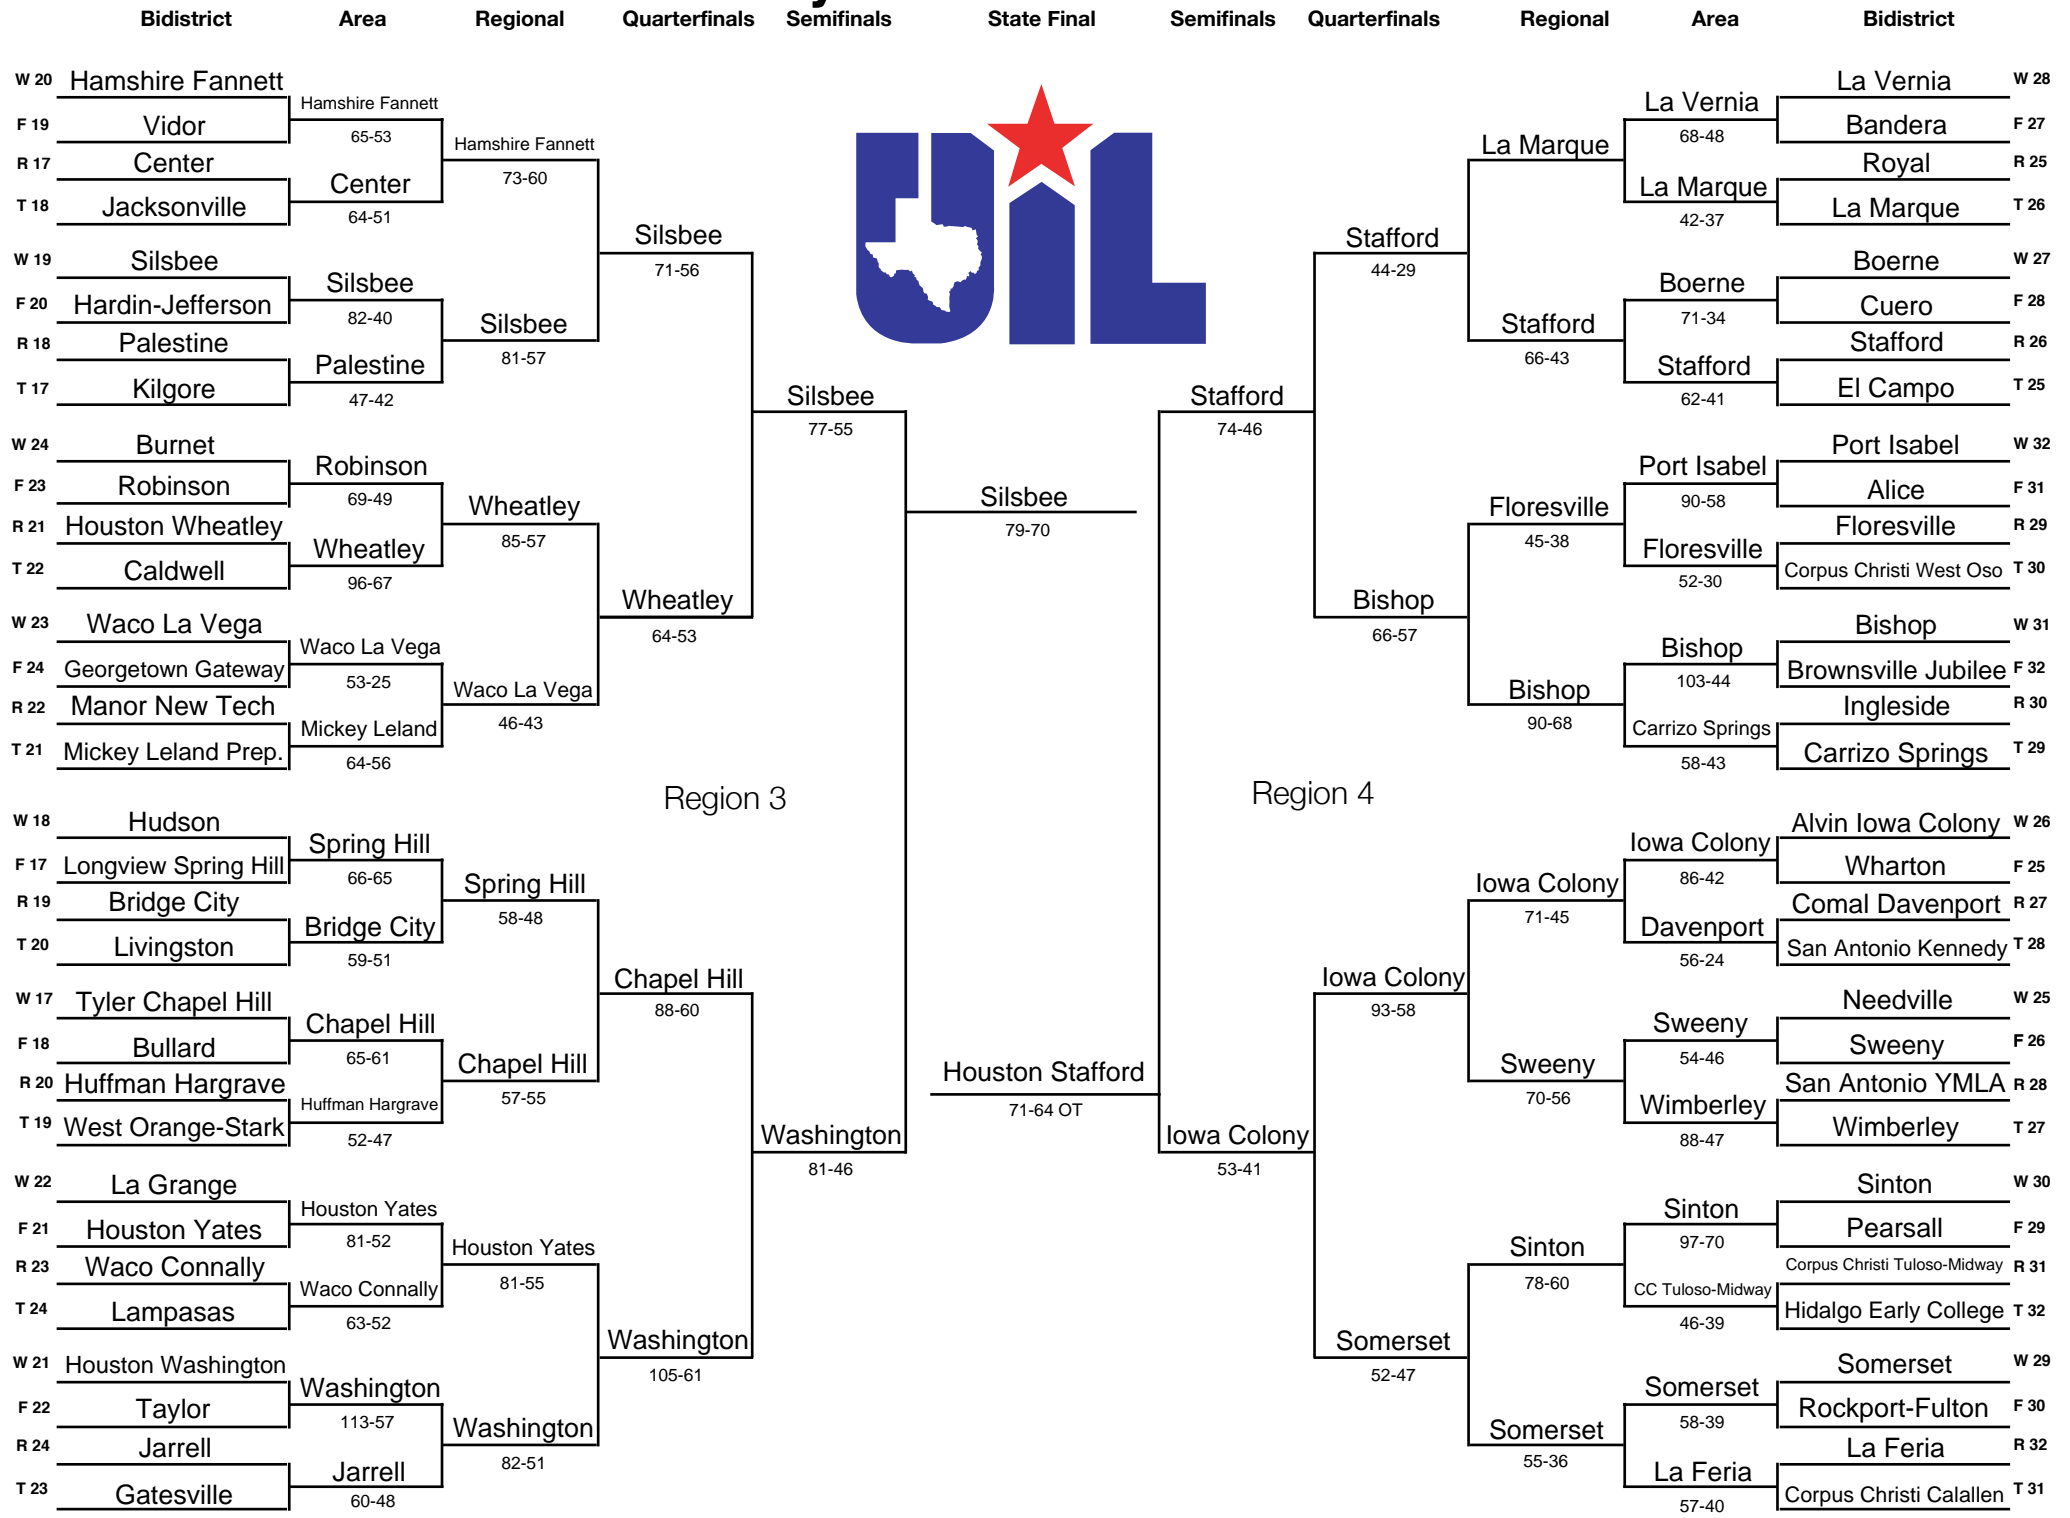 Bidistrict Area Regional Quarterfinals Semifinals State Final Semifinals Quarterfinals Regional Area Bidistrict
W 20 Hamshire Fannett
Hamshire Fannett
F 19 Vidor
65-53
Hamshire Fannett
R 17 Center
73-60
Center
T 18 Jacksonville
64-51
Silsbee
71-56
W 19 Silsbee
Silsbee
F 20 Hardin-Jefferson
82-40
Silsbee
R 18 Palestine
81-57
Palestine
T 17 Kilgore
47-42
Silsbee
77-55
W 24 Burnet
Robinson
F 23 Robinson
69-49
Wheatley
R 21 Houston Wheatley
85-57
Wheatley
T 22 Caldwell
96-67
Wheatley
64-53
W 23 Waco La Vega
Waco La Vega
F 24 Georgetown Gateway
53-25
Waco La Vega
R 22 Manor New Tech
46-43
Mickey Leland
T 21 Mickey Leland Prep.
64-56
Silsbee
79-70
Region 3
W 18 Hudson
Spring Hill
F 17 Longview Spring Hill
66-65
Spring Hill
R 19 Bridge City
58-48
Bridge City
T 20 Livingston
59-51
Chapel Hill
88-60
W 17 Tyler Chapel Hill
Chapel Hill
F 18 Bullard
65-61
Chapel Hill
R 20 Huffman Hargrave
57-55
Huffman Hargrave
T 19 West Orange-Stark
52-47
Washington
81-46
W 22 La Grange
Houston Yates
F 21 Houston Yates
81-52
Houston Yates
R 23 Waco Connally
81-55
Waco Connally
T 24 Lampasas
63-52
Washington
105-61
W 21 Houston Washington
Washington
F 22 Taylor
113-57
Washington
R 24 Jarrell
82-51
Jarrell
T 23 Gatesville
60-48
UIL
La Vernia W 28
La Vernia
Bandera F 27
68-48
La Marque
Royal R 25
La Marque
La Marque T 26
42-37
Stafford
44-29
Boerne W 27
Boerne
Cuero F 28
71-34
Stafford
Stafford R 26
66-43
Stafford
El Campo T 25
62-41
Stafford
74-46
Port Isabel W 32
Port Isabel
Alice F 31
90-58
Floresville
Floresville R 29
45-38
Floresville
Corpus Christi West Oso T 30
52-30
Bishop
66-57
Bishop W 31
Bishop
Brownsville Jubilee F 32
103-44
Bishop
Ingleside R 30
90-68
Carrizo Springs
Carrizo Springs T 29
58-43
Region 4
Houston Stafford
71-64 OT
Alvin Iowa Colony W 26
Iowa Colony
Wharton F 25
86-42
Iowa Colony
Comal Davenport R 27
71-45
Davenport
San Antonio Kennedy T 28
56-24
Iowa Colony
93-58
Needville W 25
Sweeny
Sweeny F 26
54-46
Sweeny
San Antonio YMLA R 28
70-56
Wimberley
Wimberley T 27
88-47
Iowa Colony
53-41
Sinton W 30
Sinton
Pearsall F 29
97-70
Sinton
Corpus Christi Tuloso-Midway R 31
78-60
CC Tuloso-Midway
Hidalgo Early College T 32
46-39
Somerset
52-47
Somerset W 29
Somerset
Rockport-Fulton F 30
58-39
Somerset
La Feria R 32
55-36
La Feria
Corpus Christi Calallen T 31
57-40